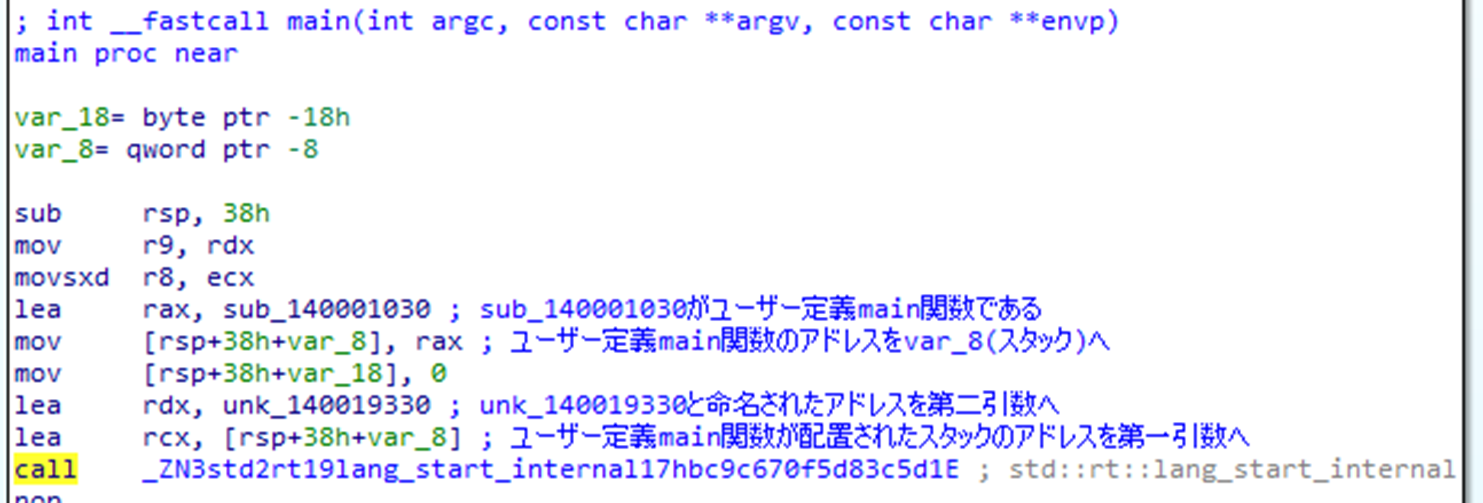 ; int __fastcall main(int argc, const char **argv, const char **envp)
main proc near
var_18= byte ptr -18h
var_8= qword ptr -8
sub rsp, 38h
mov r9, rdx
movsxd r8, ecx
lea rax, sub_140001030 ; sub_140001030がユーザー定義main関数である
mov [rsp+38h+var_8], rax ; ユーザー定義main関数のアドレスをvar_8(スタック)へ
mov [rsp+38h+var_18], 0
lea rdx, unk_140019330 ; unk_140019330と命名されたアドレスを第二引数へ
lea rcx, [rsp+38h+var_8] ; ユーザー定義main関数が配置されたスタックのアドレスを第一引数へ
call _ZN3std2rt19lang_start_internal17hbc9c670f5d83c5d1E ; std::rt::lang_start_internal
nop